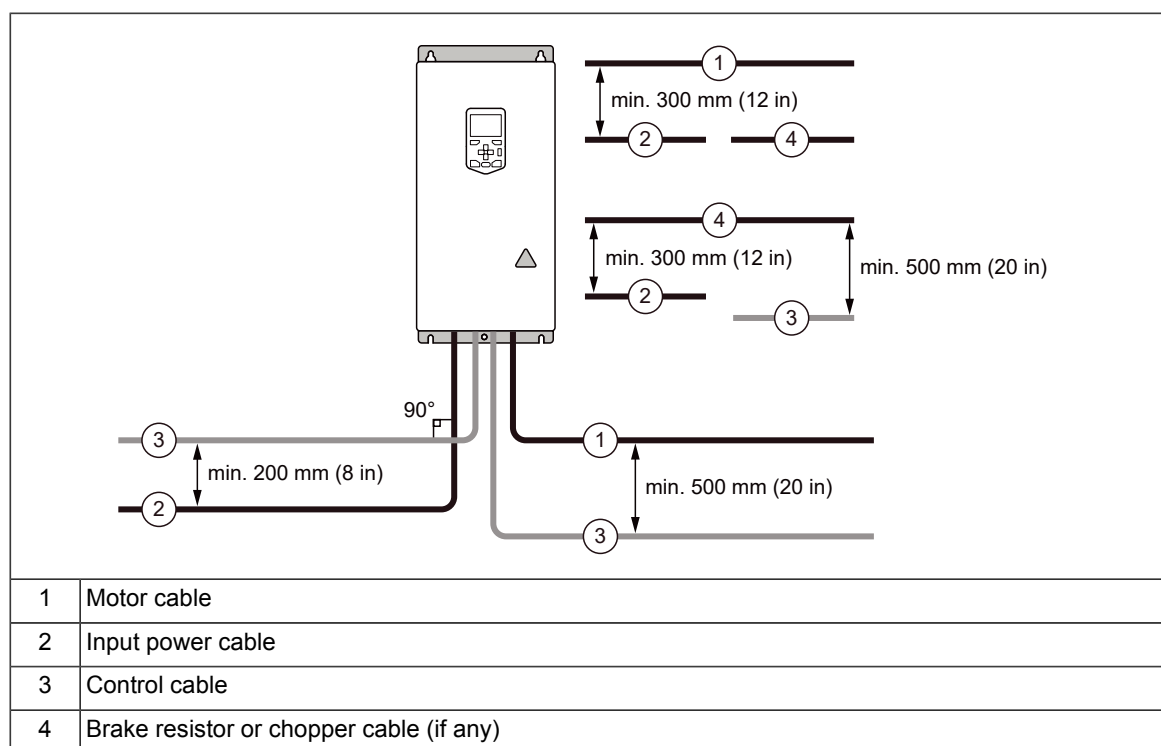 1
min. 300 mm (12 in)
2 4
4
min. 300 mm (12 in) min. 500 mm (20 in)
2
3
90°
3 1
min. 200 mm (8 in) min. 500 mm (20 in)
2
3
1 Motor cable
2 Input power cable
3 Control cable
4 Brake resistor or chopper cable (if any)